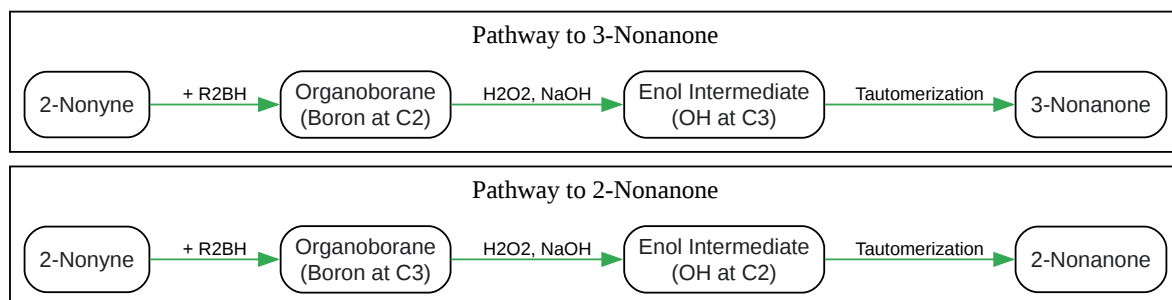 Pathway to 3-Nonanone
2-Nonyne
+ R2BH
Organoborane
(Boron at C2)
H2O2, NaOH
Enol Intermediate
(OH at C3)
Tautomerization
3-Nonanone
Pathway to 2-Nonanone
2-Nonyne
+ R2BH
Organoborane
(Boron at C3)
H2O2, NaOH
Enol Intermediate
(OH at C2)
Tautomerization
2-Nonanone